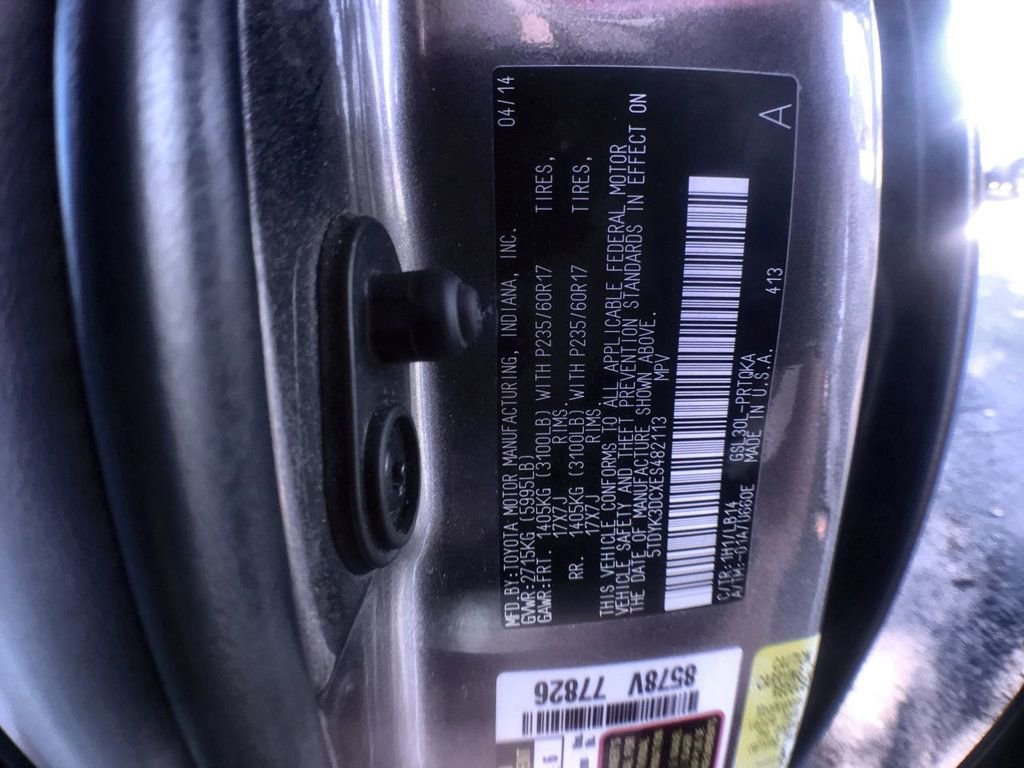 MFD BY:TOYOTA MOTOR MANUFACTURING, INDIANA, INC. 04/14
GVWR:2715KG (5995LB)
GAWR:FRT. 1405KG (3100LB) WITH P235/60R17 TIRES,
17X7J RIMS
RR. 1405KG (3100LB) WITH P235/60R17 TIRES,
17X7J RIMS
THIS VEHICLE CONFORMS TO ALL APPLICABLE FEDERAL MOTOR
VEHICLE SAFETY AND THEFT PREVENTION STANDARDS IN EFFECT ON
THE DATE OF MANUFACTURE SHOWN ABOVE.
5TDYK3DCXES482113 MPV
C/TR:1H1/LB14 GSL30L-PRTQKA
A/TM:-01A/U660E MADE IN U.S.A. 413
A
8578V
77826